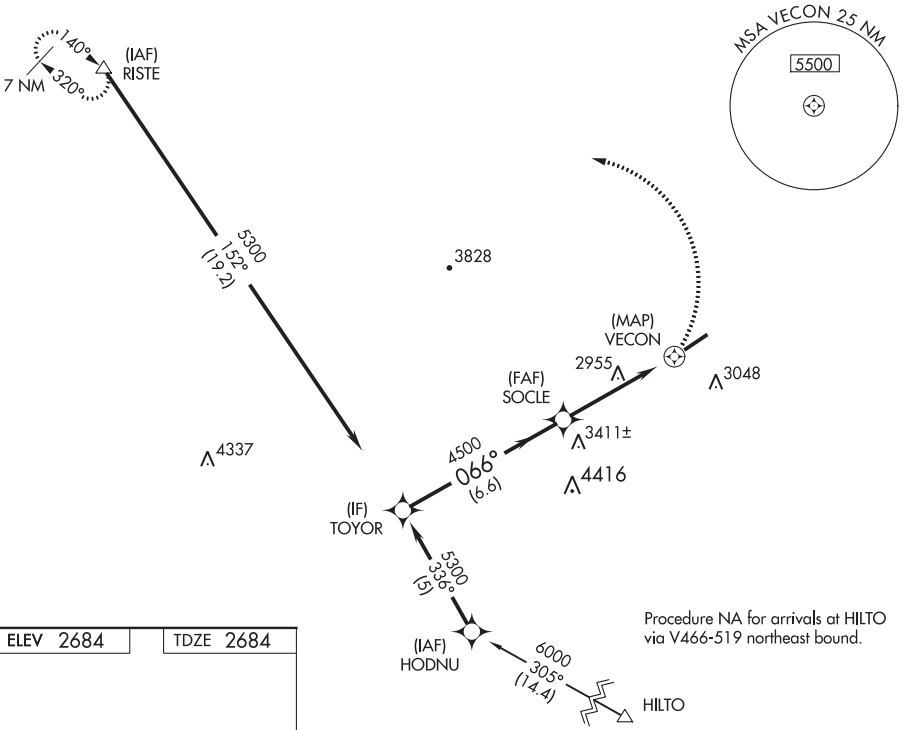 MSA VECON 25 NM
5500
140°
320°
7 NM
(IAF)
RISTE
5300
152°
(19.2)
3828
(MAP)
VECON
2955
3048
(FAF)
SOCLE
3411±
4416
4337
4500
066°
(6.6)
(IF)
TOYOR
5300
336°
(5)
(IAF)
HODNU
6000
305°
(14.4)
HILTO
Procedure NA for arrivals at HILTO
via V466-519 northeast bound.
ELEV 2684
TDZE 2684